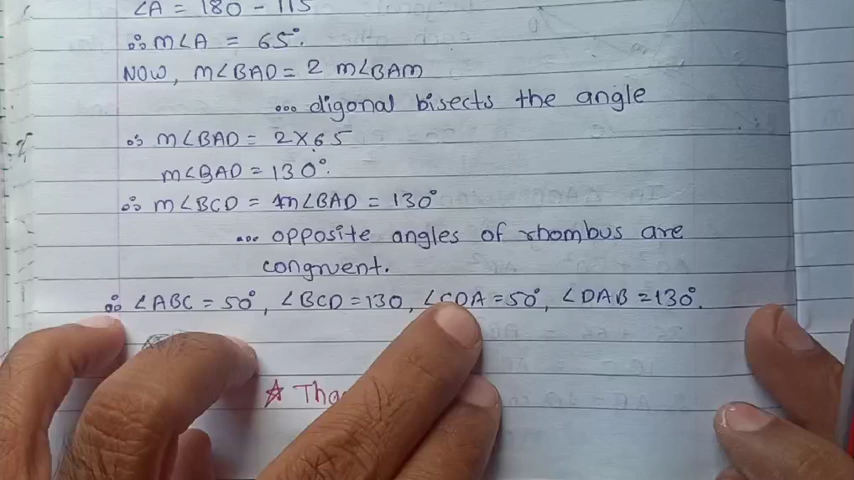 ∠A = 180 - 115
∴ m∠A = 65°.
NOW, m∠BAD = 2 m∠BAM
... digonal bisects the angle
∴ m∠BAD = 2×65
m∠BAD = 130°.
∴ m∠BCD = m∠BAD = 130°
... opposite angles of rhombus are
congruent.
∴ ∠ABC = 50°, ∠BCD = 130, ∠CDA = 50°, ∠DAB = 130°.
☆